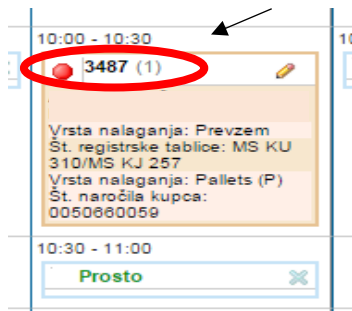 10:00 - 10:30
3487 (1)
Vrsta nalaganja: Prevzem
Št. registrske tablice: MS KU
310/MS KJ 257
Vrsta nalaganja: Pallets (P)
Št. naročila kupca:
0050660059
10:30 - 11:00
Prosto